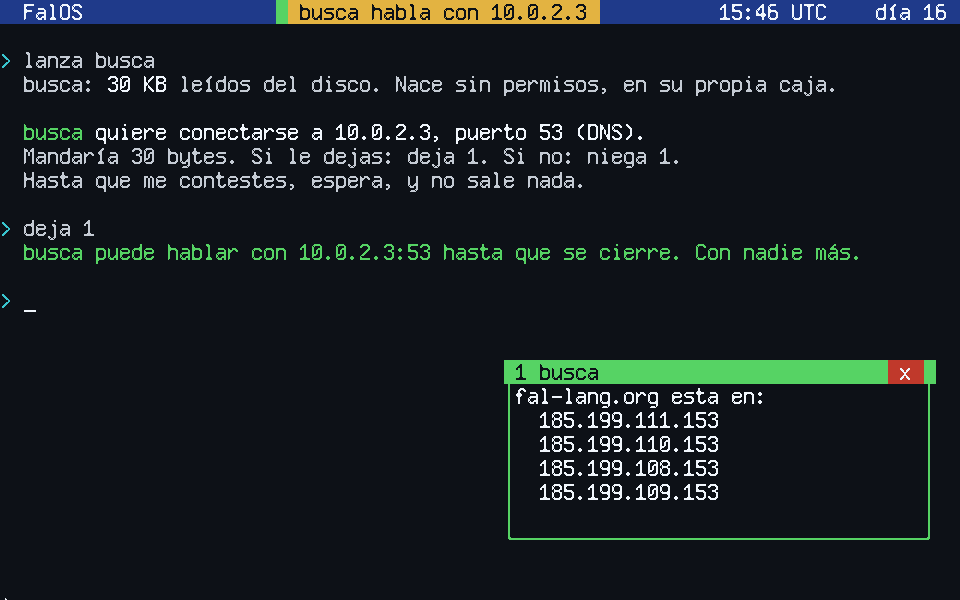 FalOS busca habla con 10.0.2.3 15:46 UTC día 16
> lanza busca
busca: 30 KB leídos del disco. Nace sin permisos, en su propia caja.
busca quiere conectarse a 10.0.2.3, puerto 53 (DNS).
Mandaría 30 bytes. Si le dejas: deja 1. Si no: niega 1.
Hasta que me contestes, espera, y no sale nada.
> deja 1
busca puede hablar con 10.0.2.3:53 hasta que se cierre. Con nadie más.
> _
1 busca x
fal-lang.org esta en:
185.199.111.153
185.199.110.153
185.199.108.153
185.199.109.153